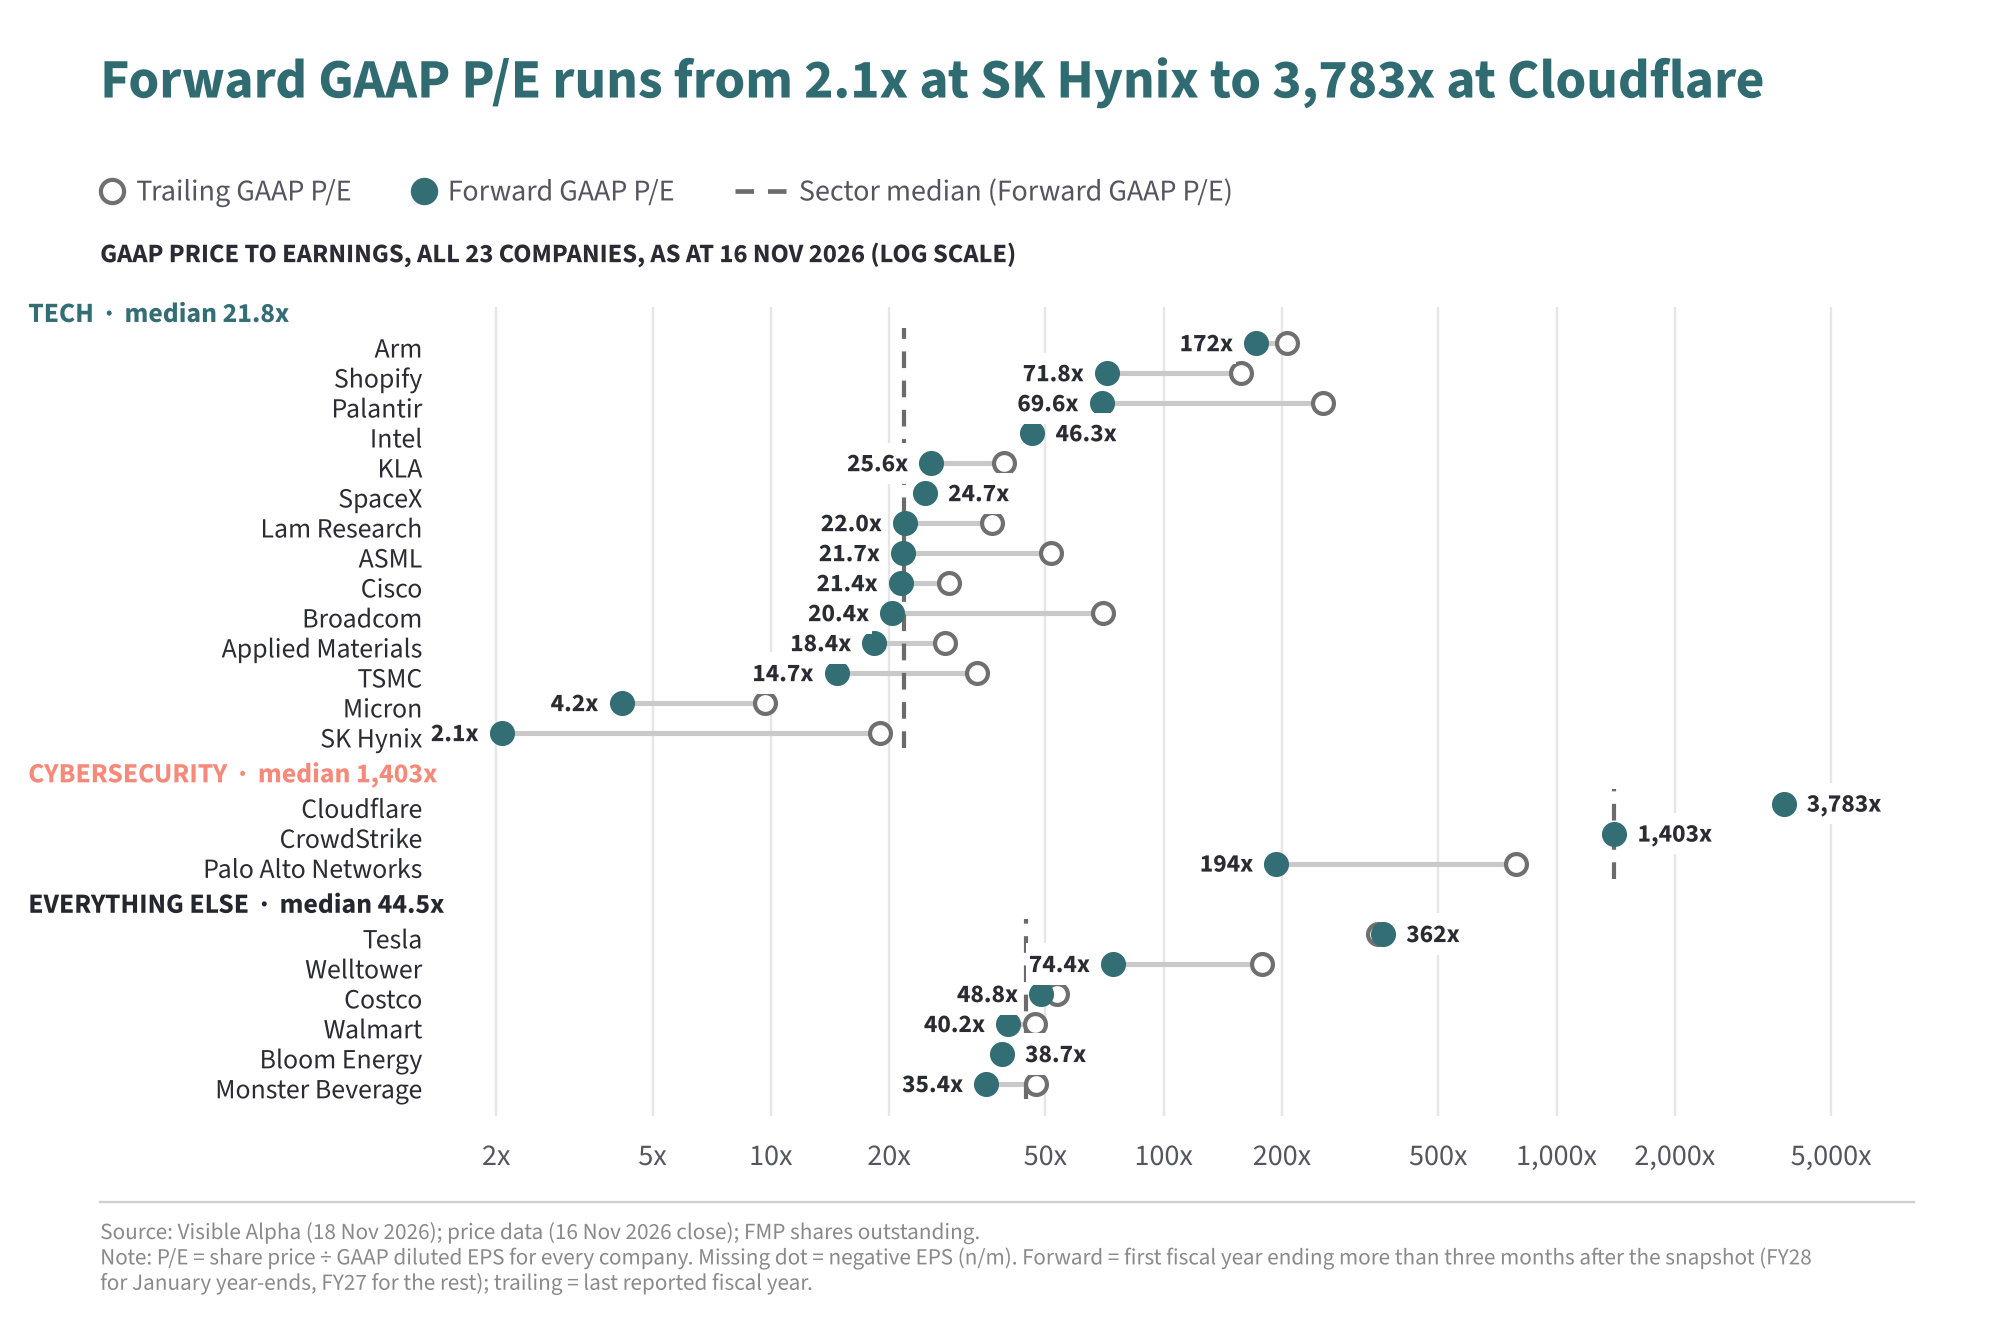 Forward GAAP P/E runs from 2.1x at SK Hynix to 3,783x at Cloudflare
Trailing GAAP P/E
Forward GAAP P/E
Sector median (Forward GAAP P/E)
GAAP PRICE TO EARNINGS, ALL 23 COMPANIES, AS AT 16 NOV 2026 (LOG SCALE)
TECH · median 21.8x
Arm 172x
Shopify 71.8x
Palantir 69.6x
Intel 46.3x
KLA 25.6x
SpaceX 24.7x
Lam Research 22.0x
ASML 21.7x
Cisco 21.4x
Broadcom 20.4x
Applied Materials 18.4x
TSMC 14.7x
Micron 4.2x
SK Hynix 2.1x
CYBERSECURITY · median 1,403x
Cloudflare 3,783x
CrowdStrike 1,403x
Palo Alto Networks 194x
EVERYTHING ELSE · median 44.5x
Tesla 362x
Welltower 74.4x
Costco 48.8x
Walmart 40.2x
Bloom Energy 38.7x
Monster Beverage 35.4x
2x 5x 10x 20x 50x 100x 200x 500x 1,000x 2,000x 5,000x
Source: Visible Alpha (18 Nov 2026); price data (16 Nov 2026 close); FMP shares outstanding.
Note: P/E = share price ÷ GAAP diluted EPS for every company. Missing dot = negative EPS (n/m). Forward = first fiscal year ending more than three months after the snapshot (FY28
for January year-ends, FY27 for the rest); trailing = last reported fiscal year.